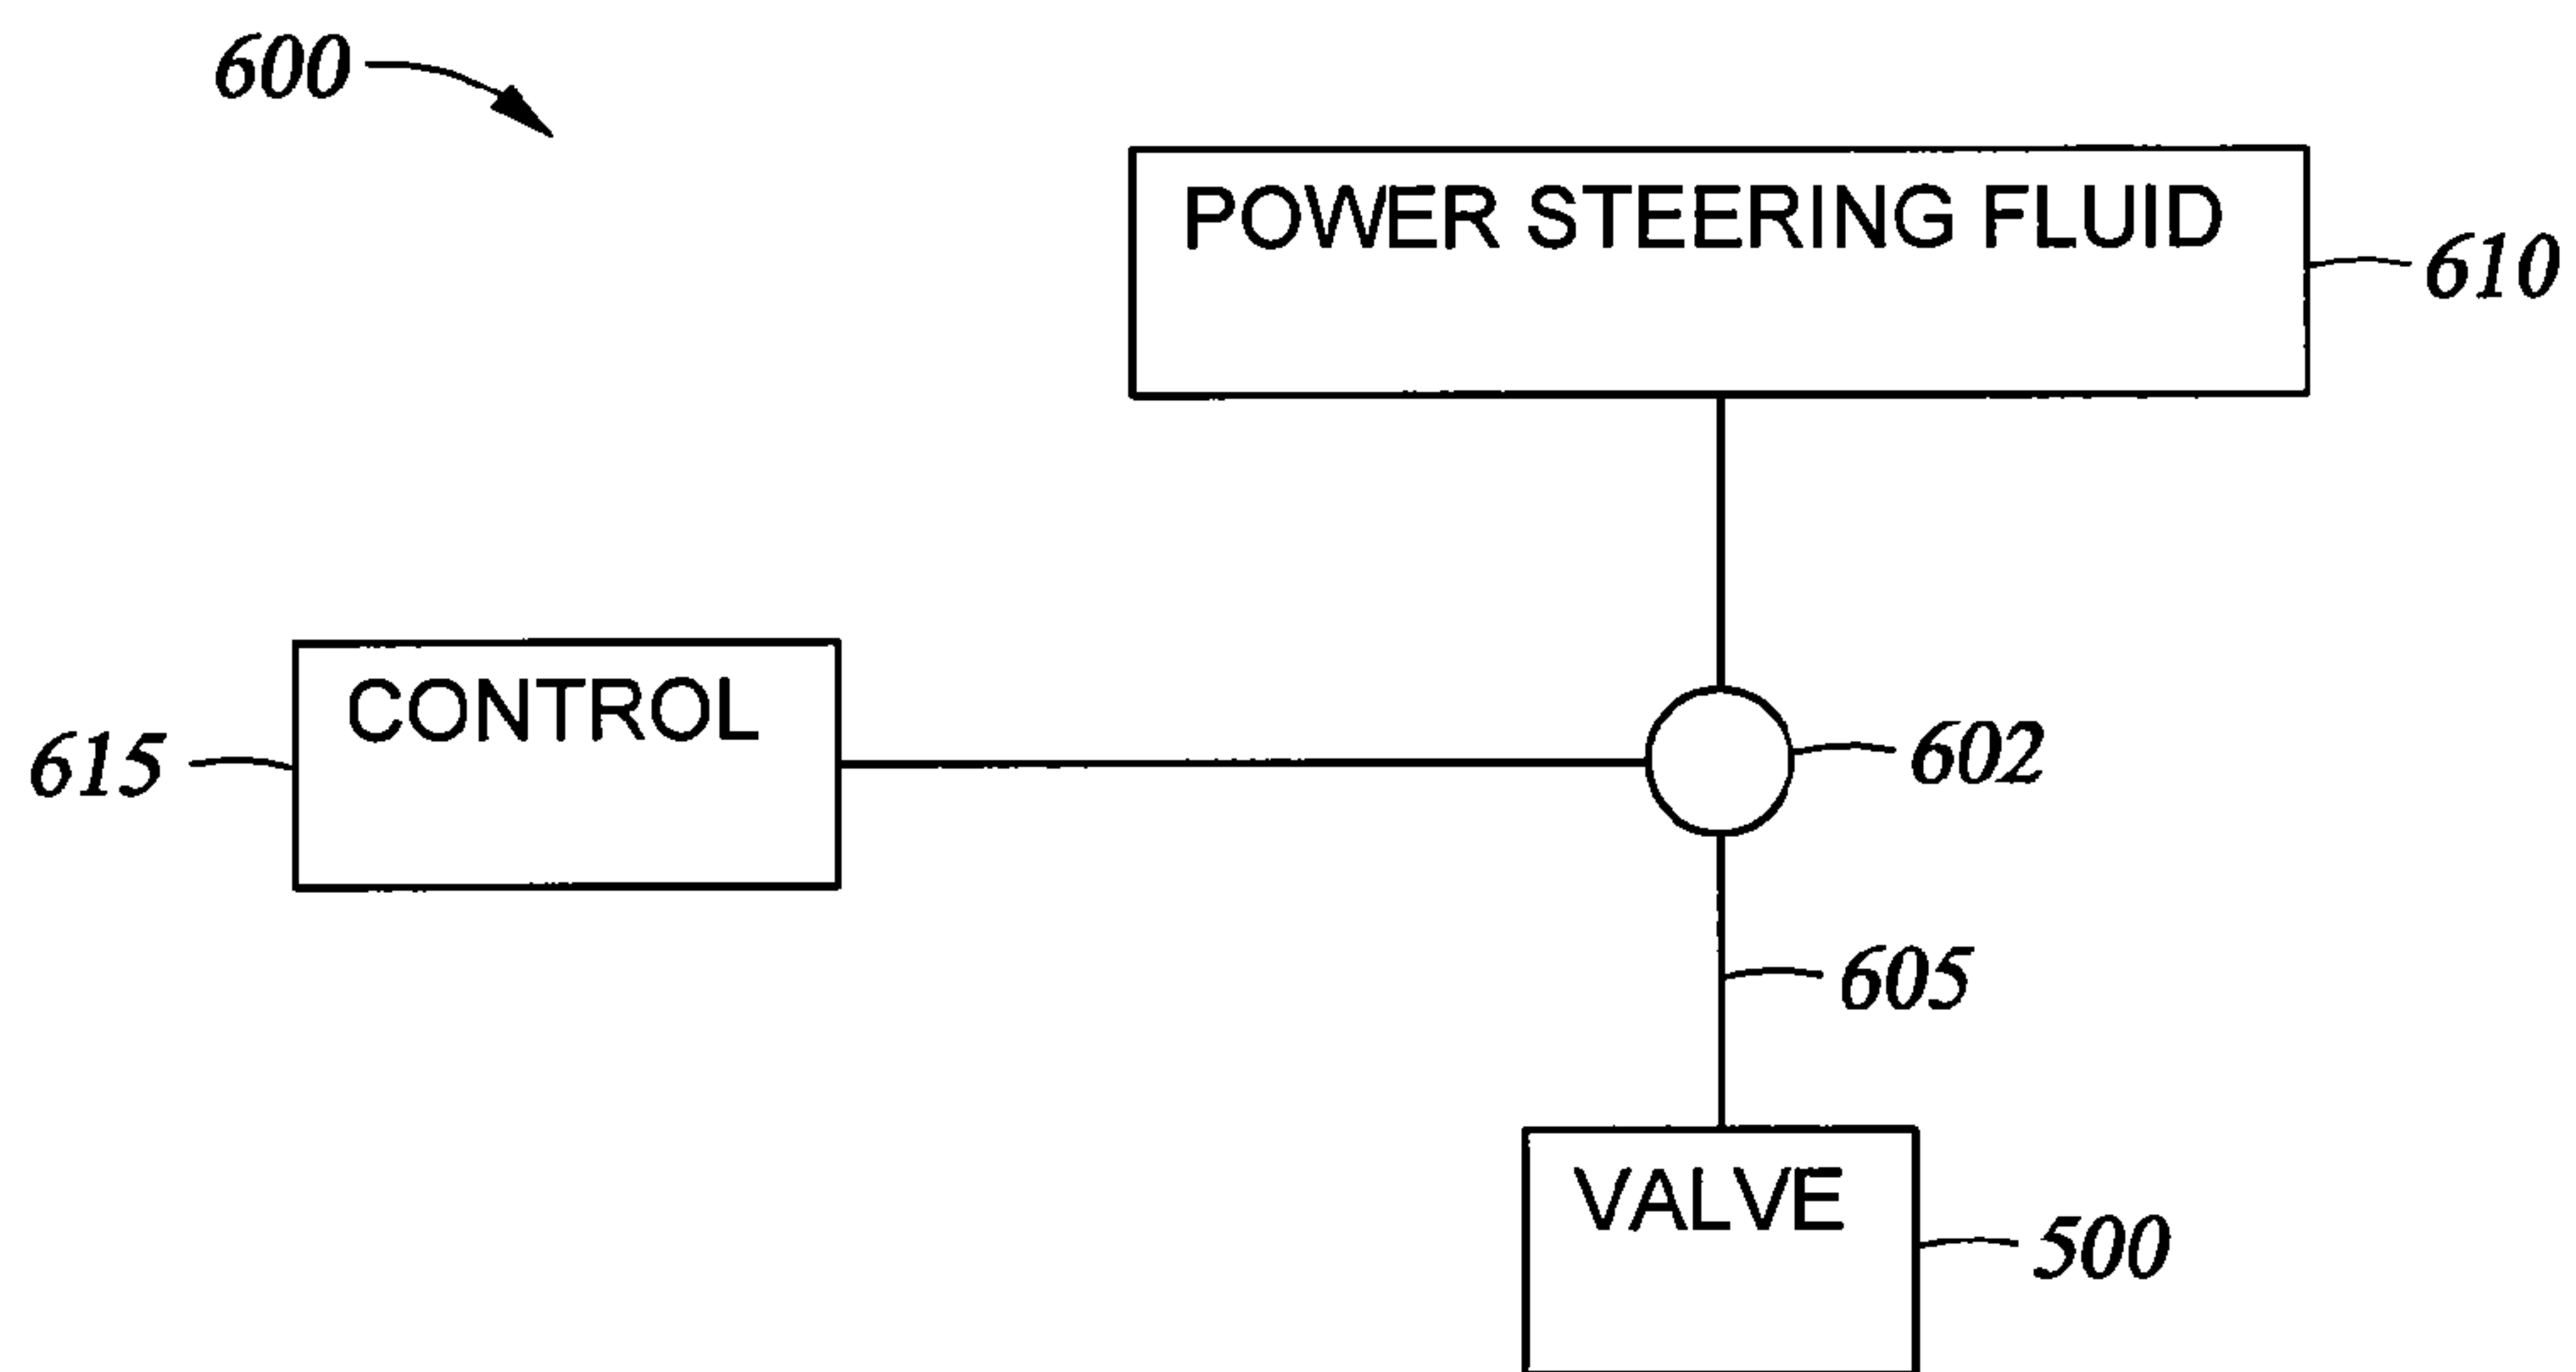 600
POWER STEERING FLUID
610
CONTROL
615
602
605
VALVE
500